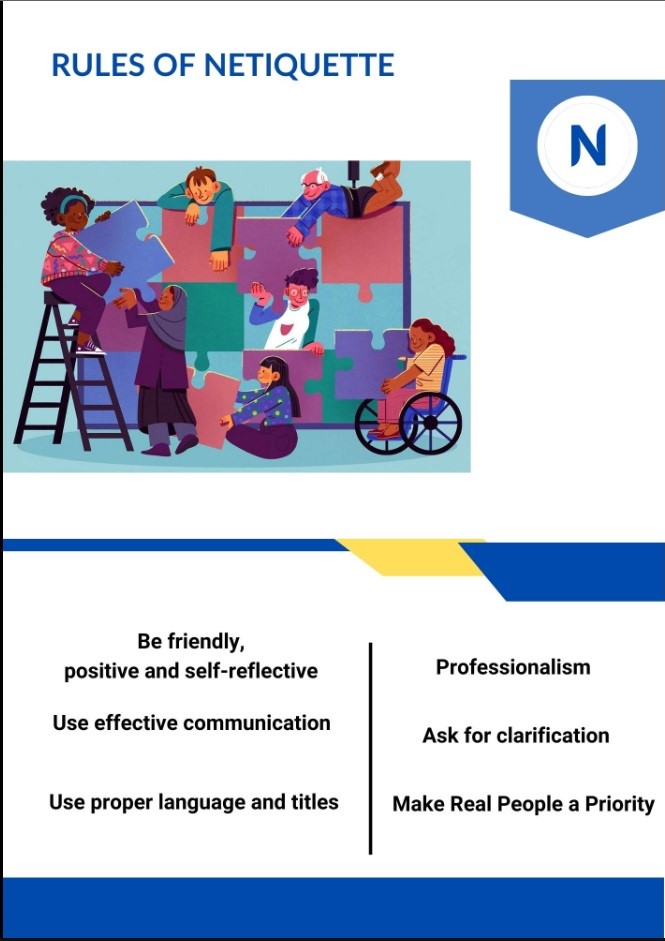 RULES OF NETIQUETTE
N
Be friendly,
positive and self-reflective
Use effective communication
Use proper language and titles
Professionalism
Ask for clarification
Make Real People a Priority